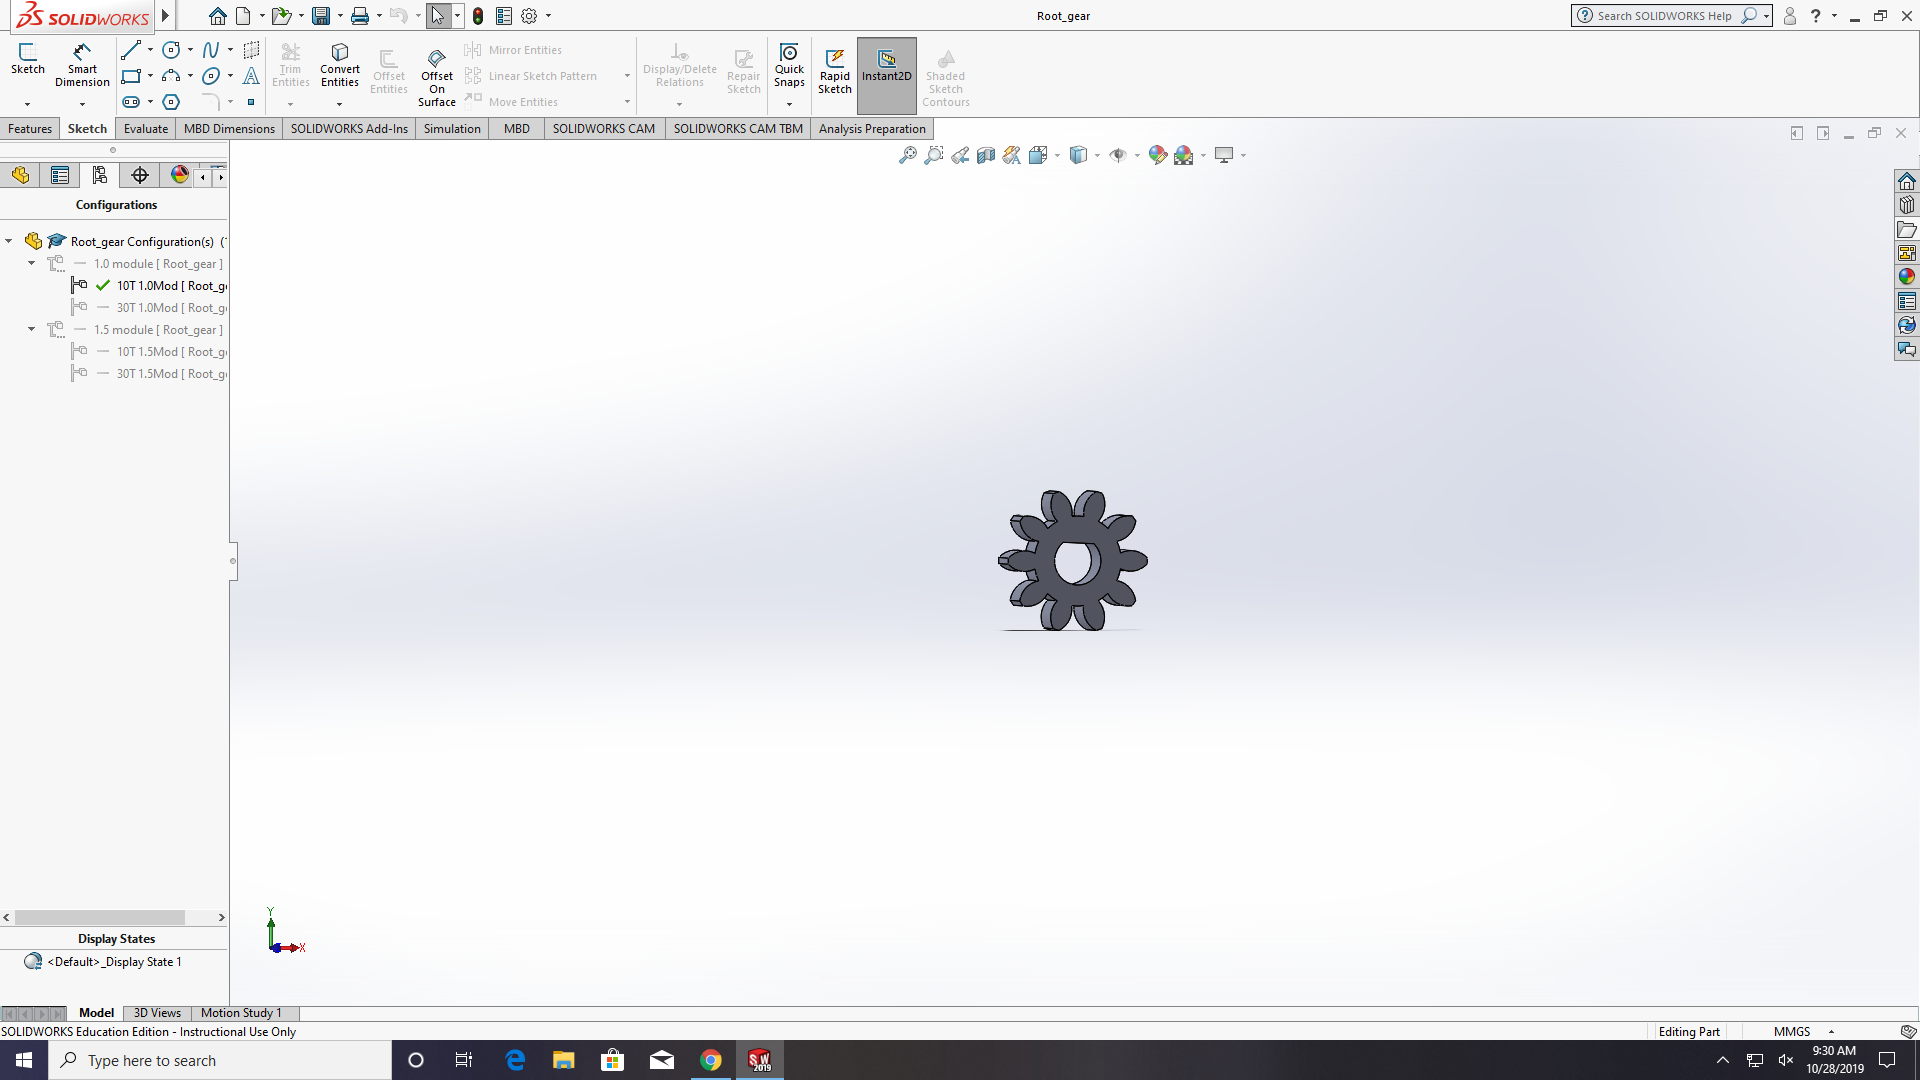 SOLIDWORKS
Root_gear
Search SOLIDWORKS Help
Sketch
Smart Dimension
Trim Entities
Convert Entities
Offset Entities
Offset On Surface
Mirror Entities
Linear Sketch Pattern
Move Entities
Display/Delete Relations
Repair Sketch
Quick Snaps
Rapid Sketch
Instant2D
Shaded Sketch Contours
Features
Sketch
Evaluate
MBD Dimensions
SOLIDWORKS Add-Ins
Simulation
MBD
SOLIDWORKS CAM
SOLIDWORKS CAM TBM
Analysis Preparation
Configurations
Root_gear Configuration(s) (
1.0 module [ Root_gear ]
10T 1.0Mod [ Root_g
30T 1.0Mod [ Root_g
1.5 module [ Root_gear ]
10T 1.5Mod [ Root_g
30T 1.5Mod [ Root_g
Y
X
Display States
<Default>_Display State 1
Model
3D Views
Motion Study 1
SOLIDWORKS Education Edition - Instructional Use Only
Editing Part
MMGS
Type here to search
SW
2019
9:30 AM
10/28/2019